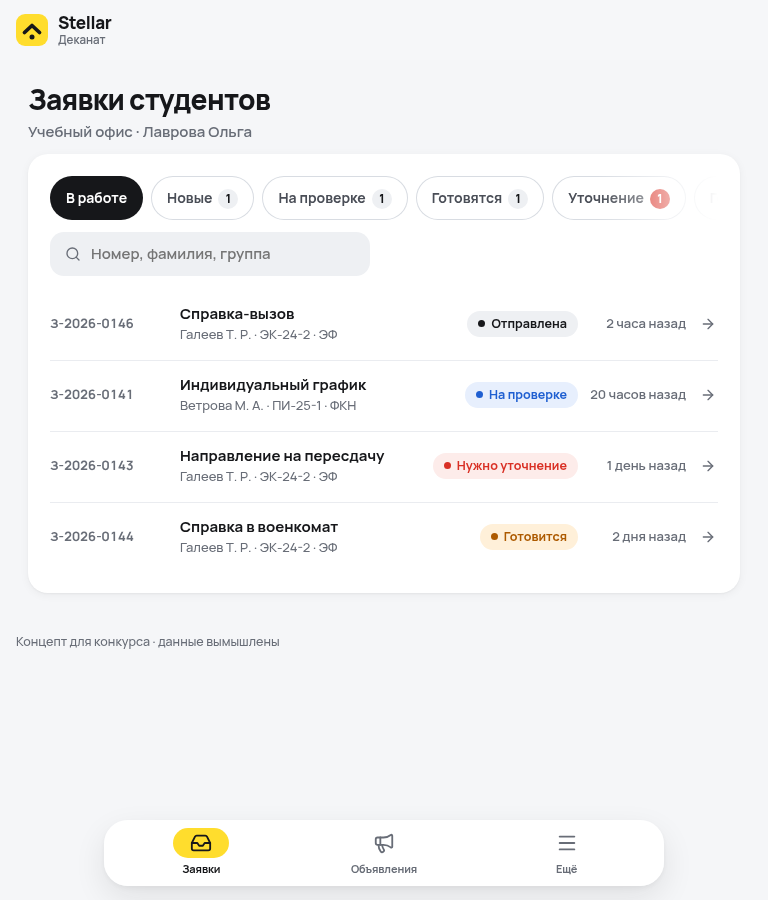 Stellar
Деканат
Заявки студентов
Учебный офис · Лаврова Ольга
В работе
Новые 1
На проверке 1
Готовятся 1
Уточнение 1
Номер, фамилия, группа
З-2026-0146
Справка-вызов
Галеев Т. Р. · ЭК-24-2 · ЭФ
Отправлена
2 часа назад
З-2026-0141
Индивидуальный график
Ветрова М. А. · ПИ-25-1 · ФКН
На проверке
20 часов назад
З-2026-0143
Направление на пересдачу
Галеев Т. Р. · ЭК-24-2 · ЭФ
Нужно уточнение
1 день назад
З-2026-0144
Справка в военкомат
Галеев Т. Р. · ЭК-24-2 · ЭФ
Готовится
2 дня назад
Концепт для конкурса · данные вымышлены
Заявки
Объявления
Ещё